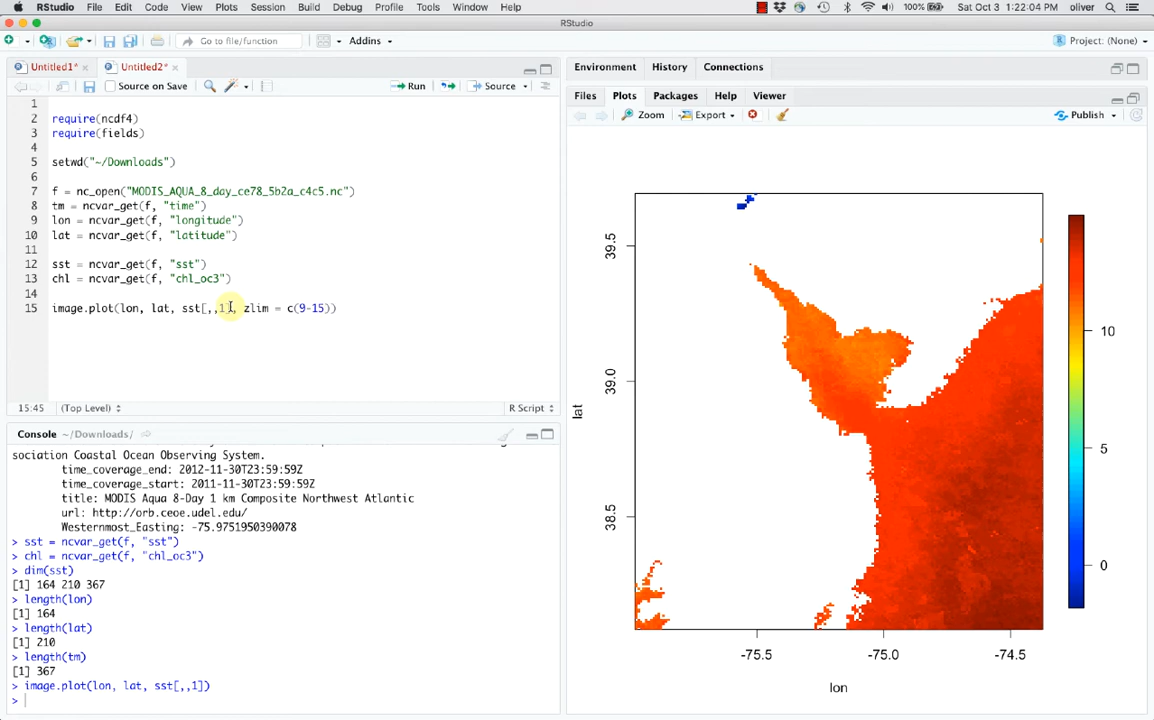 RStudio File Edit Code View Plots Session Build Debug Profile Tools Window Help 100% Sat Oct 3 1:22:04 PM oliver
RStudio
Go to file/function Addins Project: (None)
Untitled1* Untitled2*
Source on Save Run Source
1
2 require(ncdf4)
3 require(fields)
4
5 setwd("~/Downloads")
6
7 f = nc_open("MODIS_AQUA_8_day_ce78_5b2a_c4c5.nc")
8 tm = ncvar_get(f, "time")
9 lon = ncvar_get(f, "longitude")
10 lat = ncvar_get(f, "latitude")
11
12 sst = ncvar_get(f, "sst")
13 chl = ncvar_get(f, "chl_oc3")
14
15 image.plot(lon, lat, sst[,,1], zlim = c(9-15))
15:45 (Top Level) R Script
Console ~/Downloads/
sociation Coastal Ocean Observing System.
time_coverage_end: 2012-11-30T23:59:59Z
time_coverage_start: 2011-11-30T23:59:59Z
title: MODIS Aqua 8-Day 1 km Composite Northwest Atlantic
url: http://orb.ceoe.udel.edu/
Westernmost_Easting: -75.9751950390078
> sst = ncvar_get(f, "sst")
> chl = ncvar_get(f, "chl_oc3")
> dim(sst)
[1] 164 210 367
> length(lon)
[1] 164
> length(lat)
[1] 210
> length(tm)
[1] 367
> image.plot(lon, lat, sst[,,1])
>
Environment History Connections
Files Plots Packages Help Viewer
Zoom Export Publish
39.5
39.0
38.5
lat
-75.5 -75.0 -74.5
lon
10
5
0